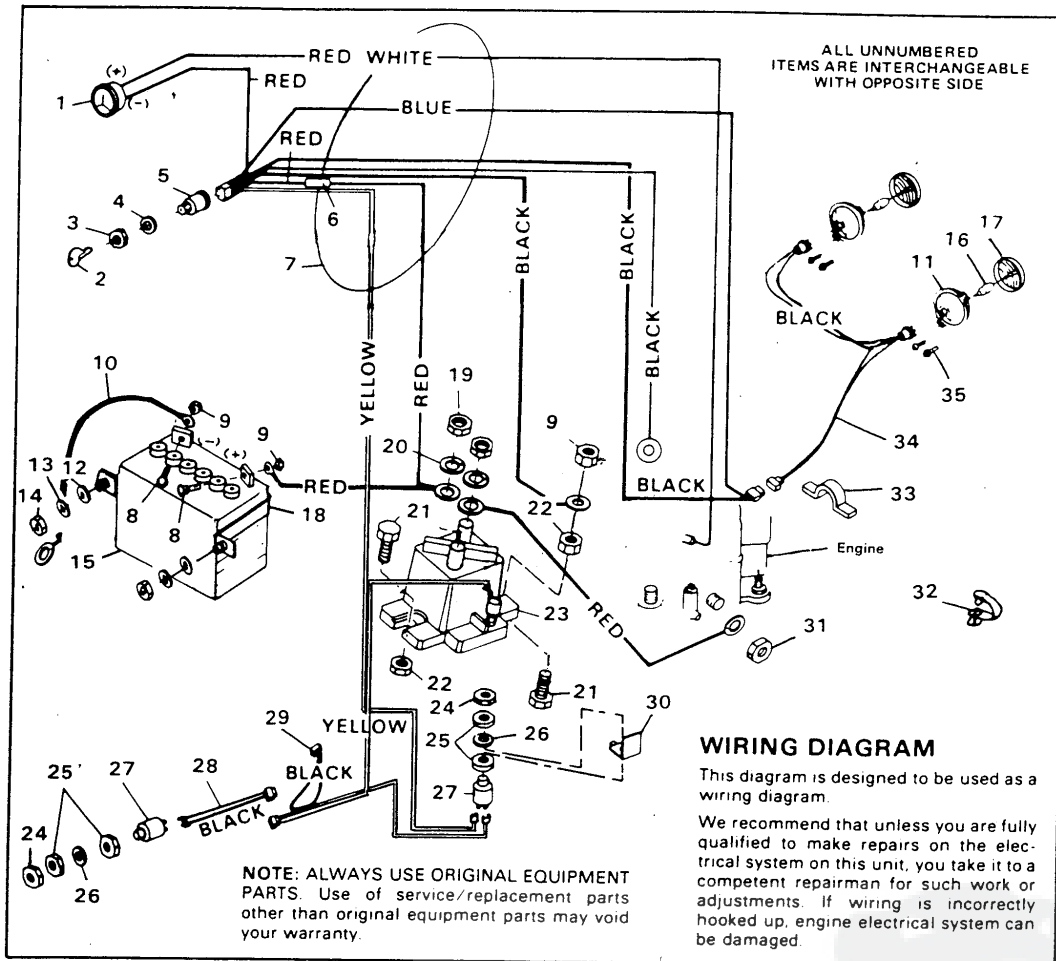 RED WHITE
ALL UNNUMBERED
ITEMS ARE INTERCHANGEABLE
WITH OPPOSITE SIDE
(+)
RED
1
(-)
BLUE
RED
5
4
3
6
2
7
BLACK
BLACK
17
16
11
BLACK
BLACK
YELLOW
RED
19
35
10
9
9
20
9
34
(-)
(+)
13
12
14
RED
BLACK
33
8
8
18
21
22
15
Engine
23
RED
32
31
22
21
24
30
29
YELLOW
25
26
WIRING DIAGRAM
This diagram is designed to be used as a
wiring diagram.
25
27
28
BLACK
27
BLACK
24
26
We recommend that unless you are fully
qualified to make repairs on the elec-
trical system on this unit, you take it to a
competent repairman for such work or
adjustments. If wiring is incorrectly
hooked up, engine electrical system can
be damaged.
NOTE: ALWAYS USE ORIGINAL EQUIPMENT
PARTS. Use of service/replacement parts
other than original equipment parts may void
your warranty.